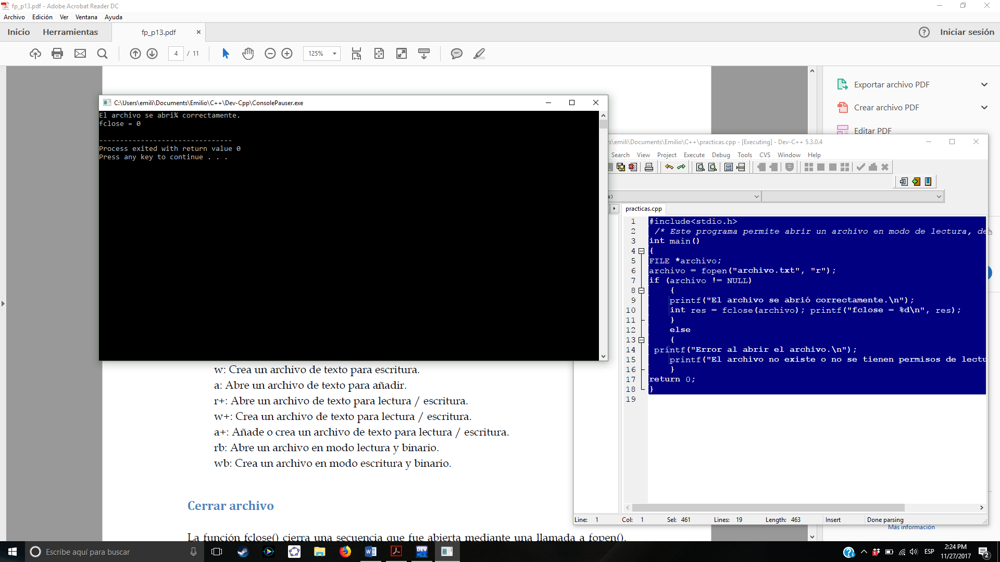 fp_p13.pdf - Adobe Acrobat Reader DC
Archivo Edición Ver Ventana Ayuda
Inicio Herramientas fp_p13.pdf × ? Iniciar sesión
4 / 11 125%
Exportar archivo PDF
Crear archivo PDF
Editar PDF
C:\Users\emili\Documents\Emilio\C++\Dev-Cpp\ConsolePauser.exe
El archivo se abri¾ correctamente.
fclose = 0
--------------------------------
Process exited with return value 0
Press any key to continue . . .
s\emili\Documents\Emilio\C++\practicas.cpp - [Executing] - Dev-C++ 5.3.0.4
Search View Project Execute Debug Tools CVS Window Help
practicas.cpp
1 #include<stdio.h>
2 /* Este programa permite abrir un archivo en modo de lectura, de
3 int main()
4 {
5 FILE *archivo;
6 archivo = fopen("archivo.txt", "r");
7 if (archivo != NULL)
8 {
9 printf("El archivo se abrió correctamente.\n");
10 int res = fclose(archivo); printf("fclose = %d\n", res);
11 }
12 else
13 {
14 printf("Error al abrir el archivo.\n");
15 printf("El archivo no existe o no se tienen permisos de lectu
16 }
17 return 0;
18 }
19
Line: 1 Col: 1 Sel: 461 Lines: 19 Length: 463 Insert Done parsing
Más información
w: Crea un archivo de texto para escritura.
a: Abre un archivo de texto para añadir.
r+: Abre un archivo de texto para lectura / escritura.
w+: Crea un archivo de texto para lectura / escritura.
a+: Añade o crea un archivo de texto para lectura / escritura.
rb: Abre un archivo en modo lectura y binario.
wb: Crea un archivo en modo escritura y binario.
Cerrar archivo
La función fclose() cierra una secuencia que fue abierta mediante una llamada a fopen().
Escribe aquí para buscar
DEV
ESP
2:24 PM
11/27/2017
2